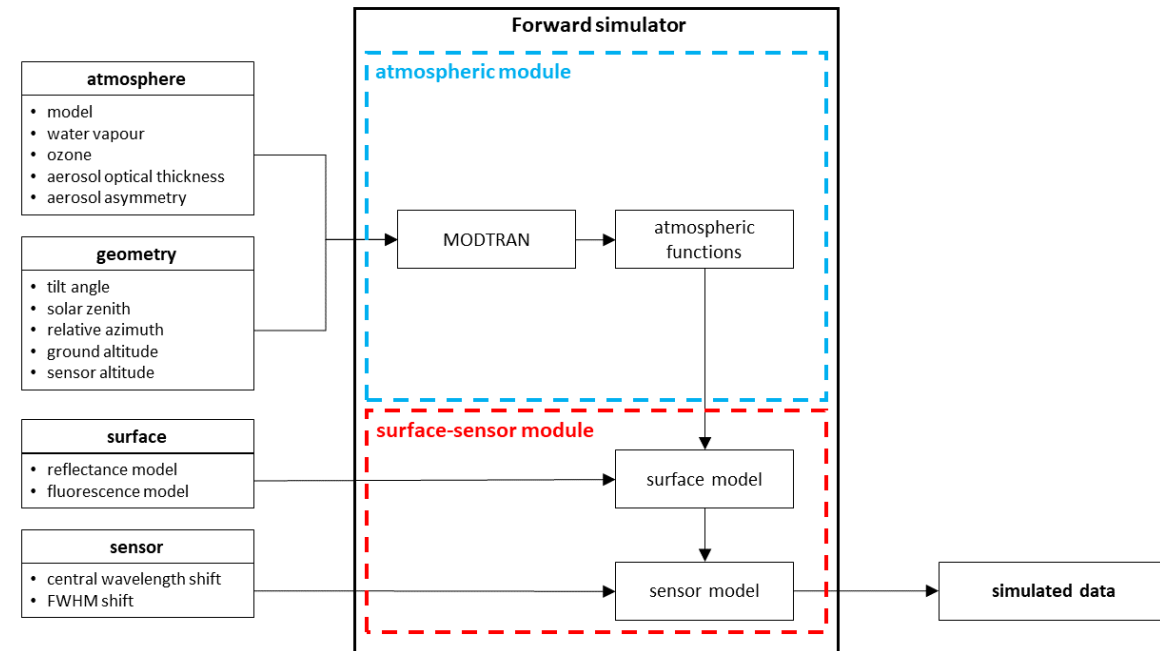 Forward simulator
atmospheric module
atmosphere
• model
• water vapour
• ozone
• aerosol optical thickness
• aerosol asymmetry
MODTRAN
atmospheric
functions
geometry
• tilt angle
• solar zenith
• relative azimuth
• ground altitude
• sensor altitude
surface-sensor module
surface
• reflectance model
• fluorescence model
surface model
sensor
• central wavelength shift
• FWHM shift
sensor model
simulated data